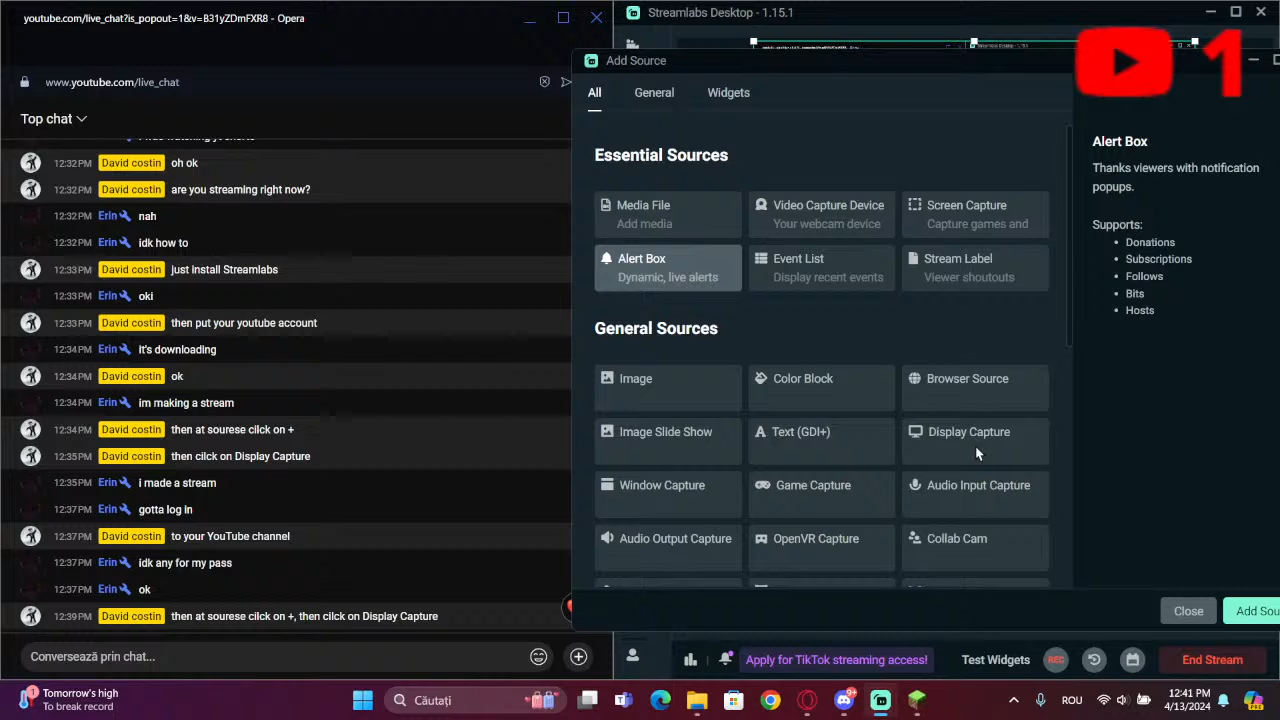 youtube.com/live_chat?is_popout=1&v=B31yZDmFXR8 - Opera
www.youtube.com/live_chat
Top chat
12:32 PM David costin oh ok
12:32 PM David costin are you streaming right now?
12:32 PM Erin nah
12:32 PM Erin idk how to
12:33 PM David costin just install Streamlabs
12:33 PM Erin oki
12:33 PM David costin then put your youtube account
12:34 PM Erin it's downloading
12:34 PM David costin ok
12:34 PM Erin im making a stream
12:34 PM David costin then at sourese cilck on +
12:35 PM David costin then cilck on Display Capture
12:35 PM Erin i made a stream
12:37 PM Erin gotta log in
12:37 PM David costin to your YouTube channel
12:37 PM Erin idk any for my pass
12:37 PM Erin ok
12:39 PM David costin then at sourese cilck on +, then cilck on Display Capture
Conversează prin chat...
Streamlabs Desktop - 1.15.1
1
Add Source
All General Widgets
Essential Sources
Media File
Add media
Video Capture Device
Your webcam device
Screen Capture
Capture games and
Alert Box
Dynamic, live alerts
Event List
Display recent events
Stream Label
Viewer shoutouts
General Sources
Image
Color Block
Browser Source
Image Slide Show
Text (GDI+)
Display Capture
Window Capture
Game Capture
Audio Input Capture
Audio Output Capture
OpenVR Capture
Collab Cam
Alert Box
Thanks viewers with notification
popups.
Supports:
Donations
Subscriptions
Follows
Bits
Hosts
Close
Add Sou
Apply for TikTok streaming access!
Test Widgets
REC
End Stream
1
Tomorrow's high
To break record
Căutați
9+
ROU
12:41 PM
4/13/2024